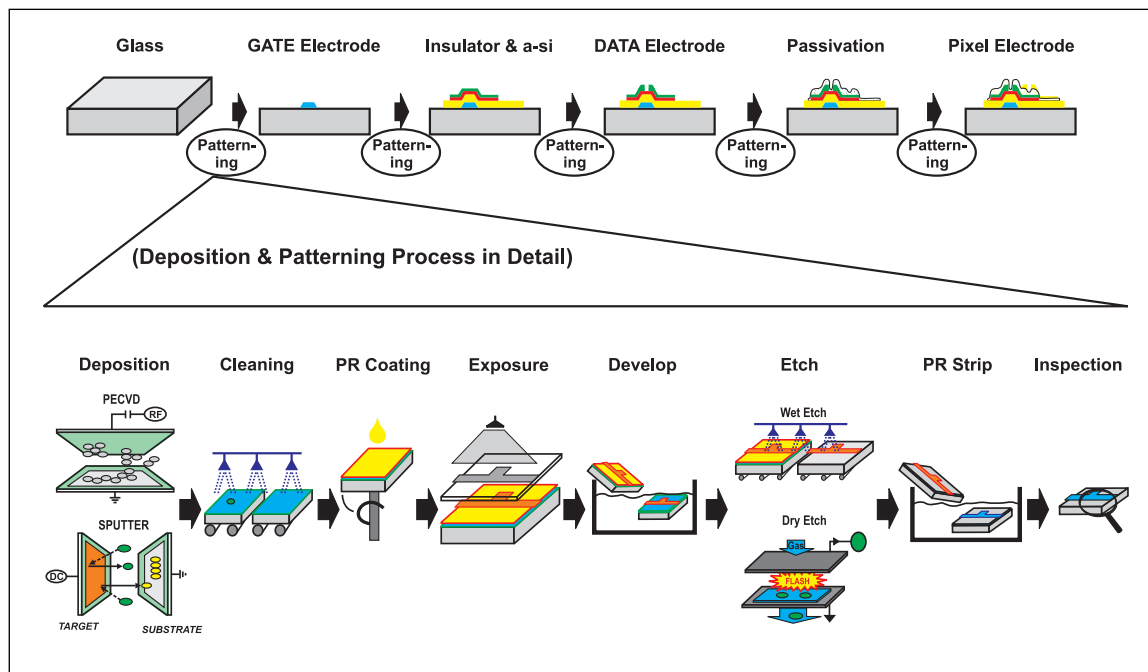 Glass
GATE Electrode
Insulator & a-si
DATA Electrode
Passivation
Pixel Electrode
Pattern-
ing
Pattern-
ing
Pattern-
ing
Pattern-
ing
Pattern-
ing
(Deposition & Patterning Process in Detail)
Deposition
Cleaning
PR Coating
Exposure
Develop
Etch
PR Strip
Inspection
PECVD
RF
Wet Etch
SPUTTER
DC
TARGET
SUBSTRATE
Dry Etch
Gas
FLASH